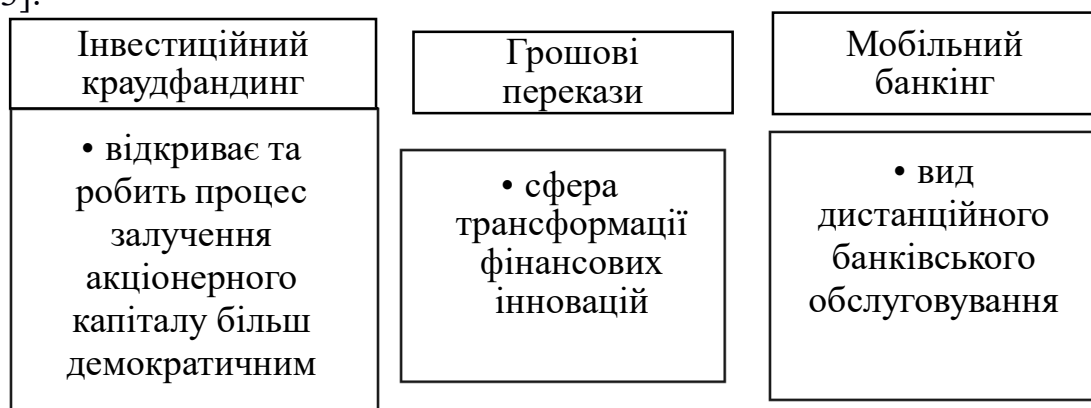 5].
Інвестиційний
краудфандинг
• відкриває та
робить процес
залучення
акціонерного
капіталу більш
демократичним
Грошові
перекази
• сфера
трансформації
фінансових
інновацій
Мобільний
банкінг
• вид
дистанційного
банківського
обслуговування